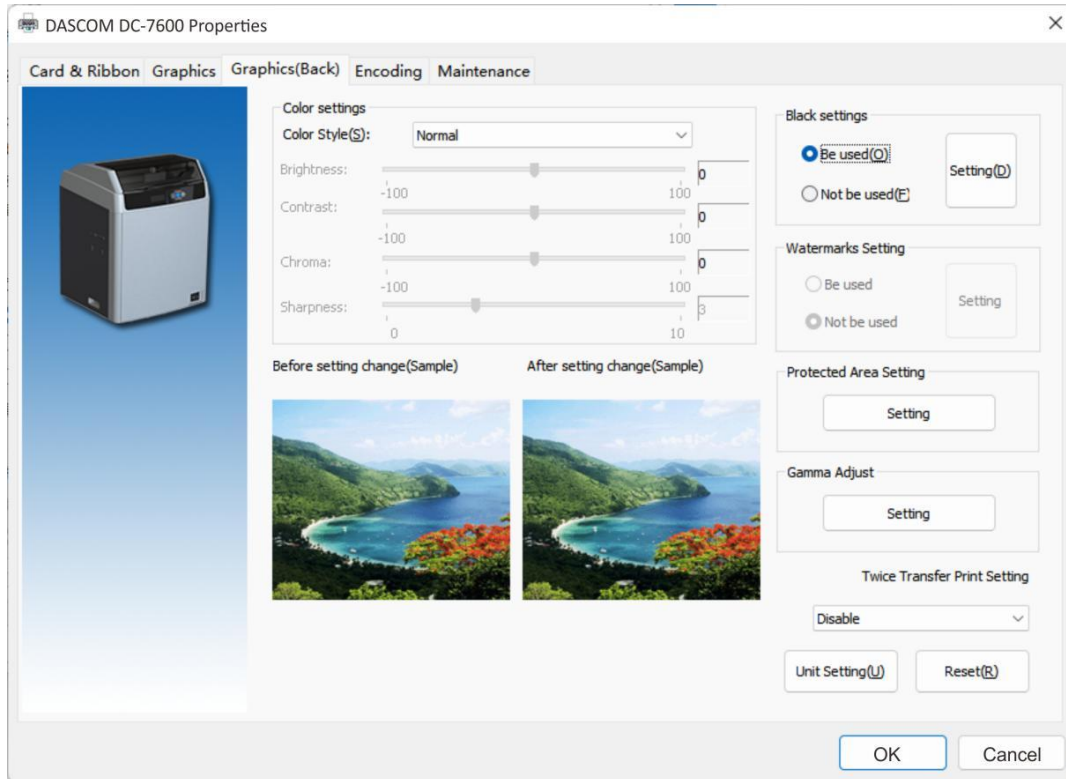 DASCOM DC-7600 Properties
Card & Ribbon Graphics Graphics(Back) Encoding Maintenance
Color settings
Color Style(S): Normal
Brightness: 0
-100 100
Contrast: 0
-100 100
Chroma: 0
-100 100
Sharpness: 3
0 10
Before setting change(Sample) After setting change(Sample)
Black settings
Be used(O)
Setting(D)
Not be used(F)
Watermarks Setting
Be used
Setting
Not be used
Protected Area Setting
Setting
Gamma Adjust
Setting
Twice Transfer Print Setting
Disable
Unit Setting(U) Reset(R)
OK Cancel